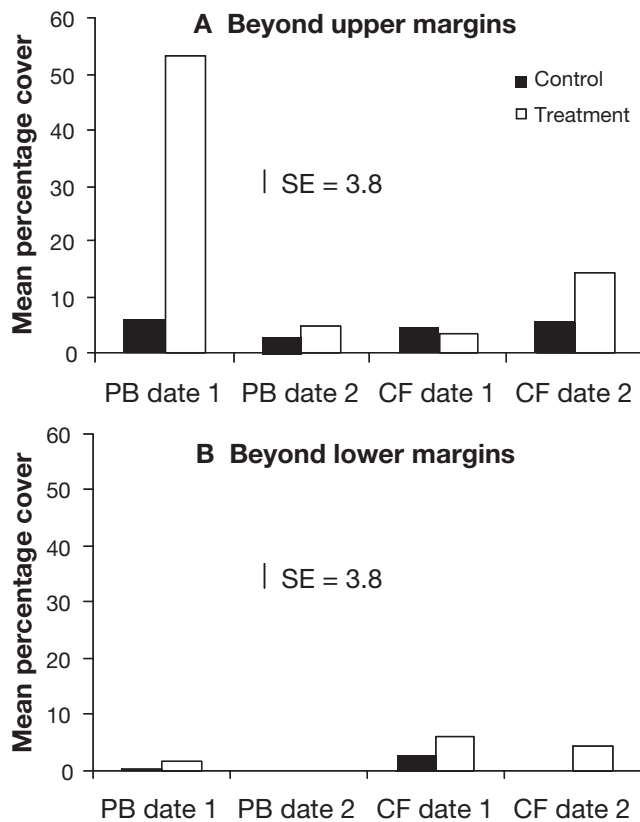 A Beyond upper margins
Control
Treatment
SE = 3.8
Mean percentage cover
60
50
40
30
20
10
0
PB date 1 PB date 2 CF date 1 CF date 2
B Beyond lower margins
SE = 3.8
Mean percentage cover
60
50
40
30
20
10
0
PB date 1 PB date 2 CF date 1 CF date 2